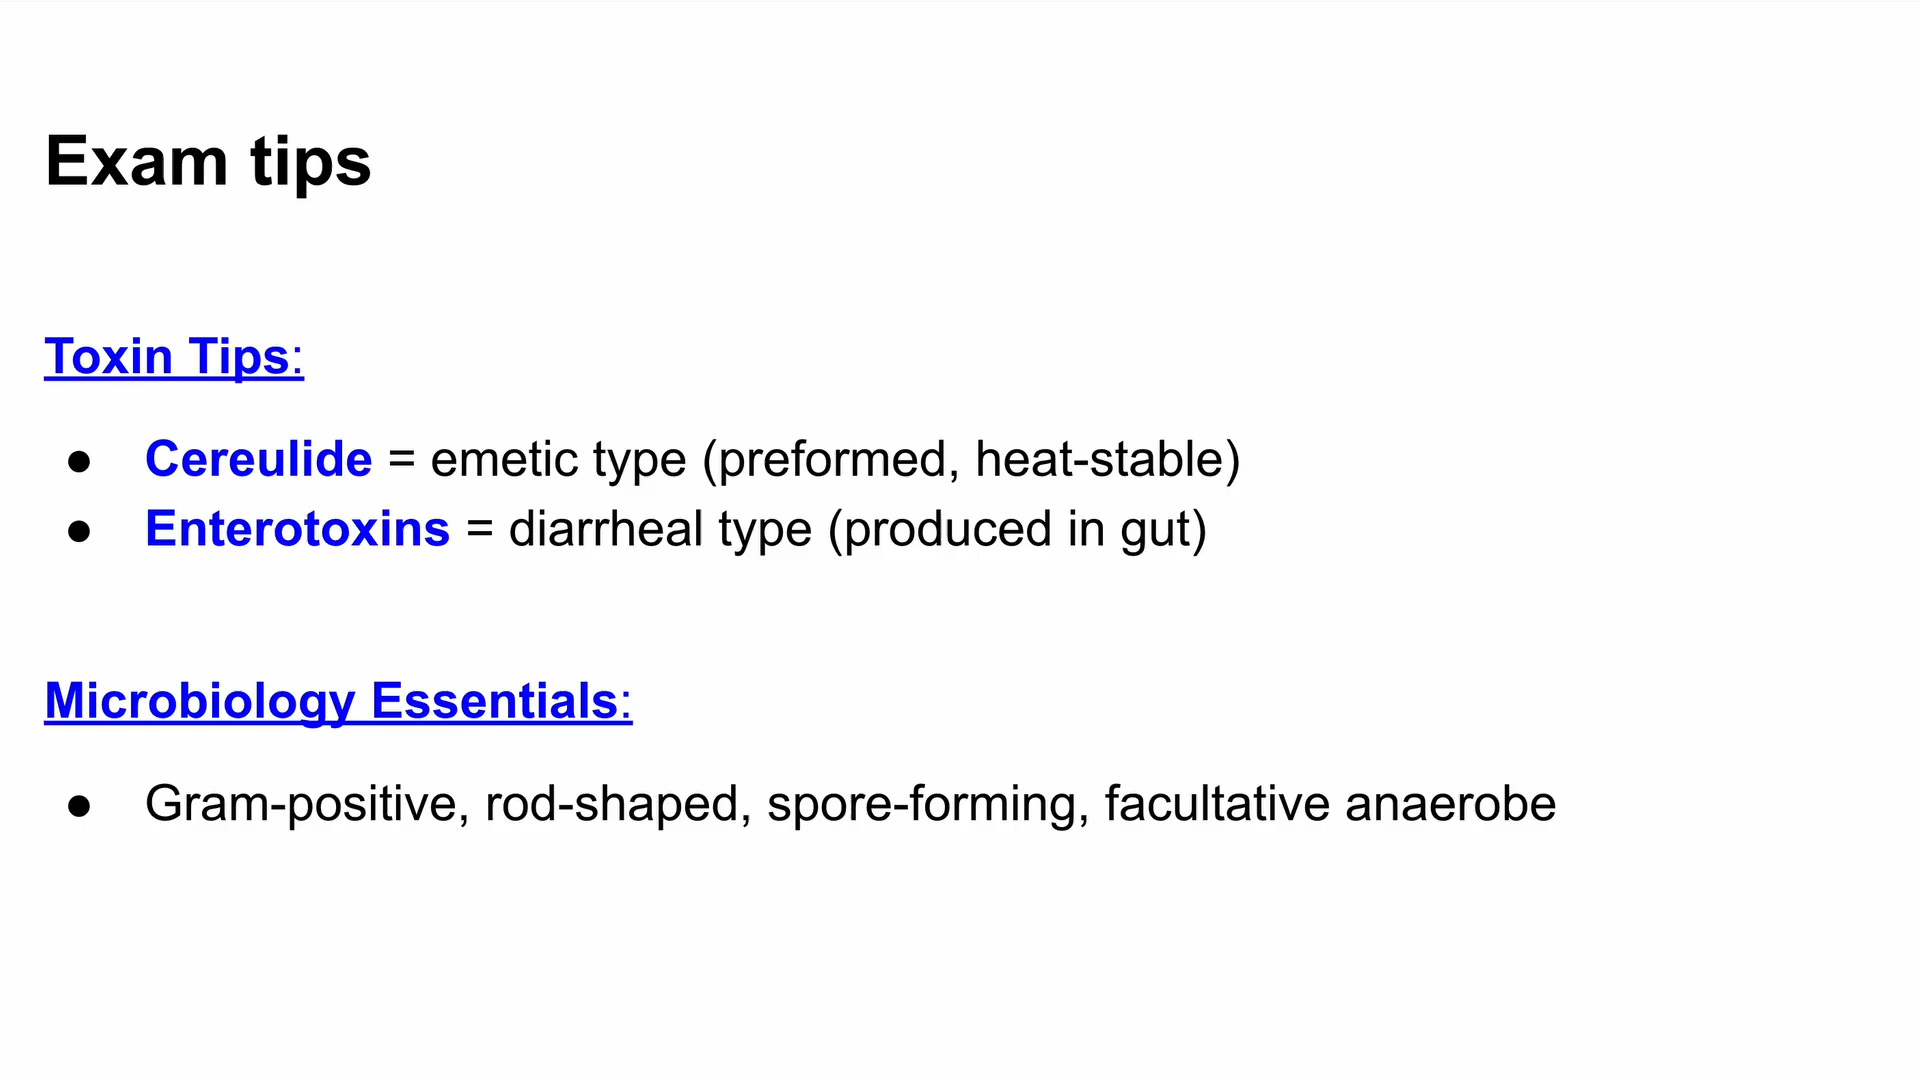 Exam tips
Toxin Tips:
● Cereulide = emetic type (preformed, heat-stable)
● Enterotoxins = diarrheal type (produced in gut)
Microbiology Essentials:
● Gram-positive, rod-shaped, spore-forming, facultative anaerobe